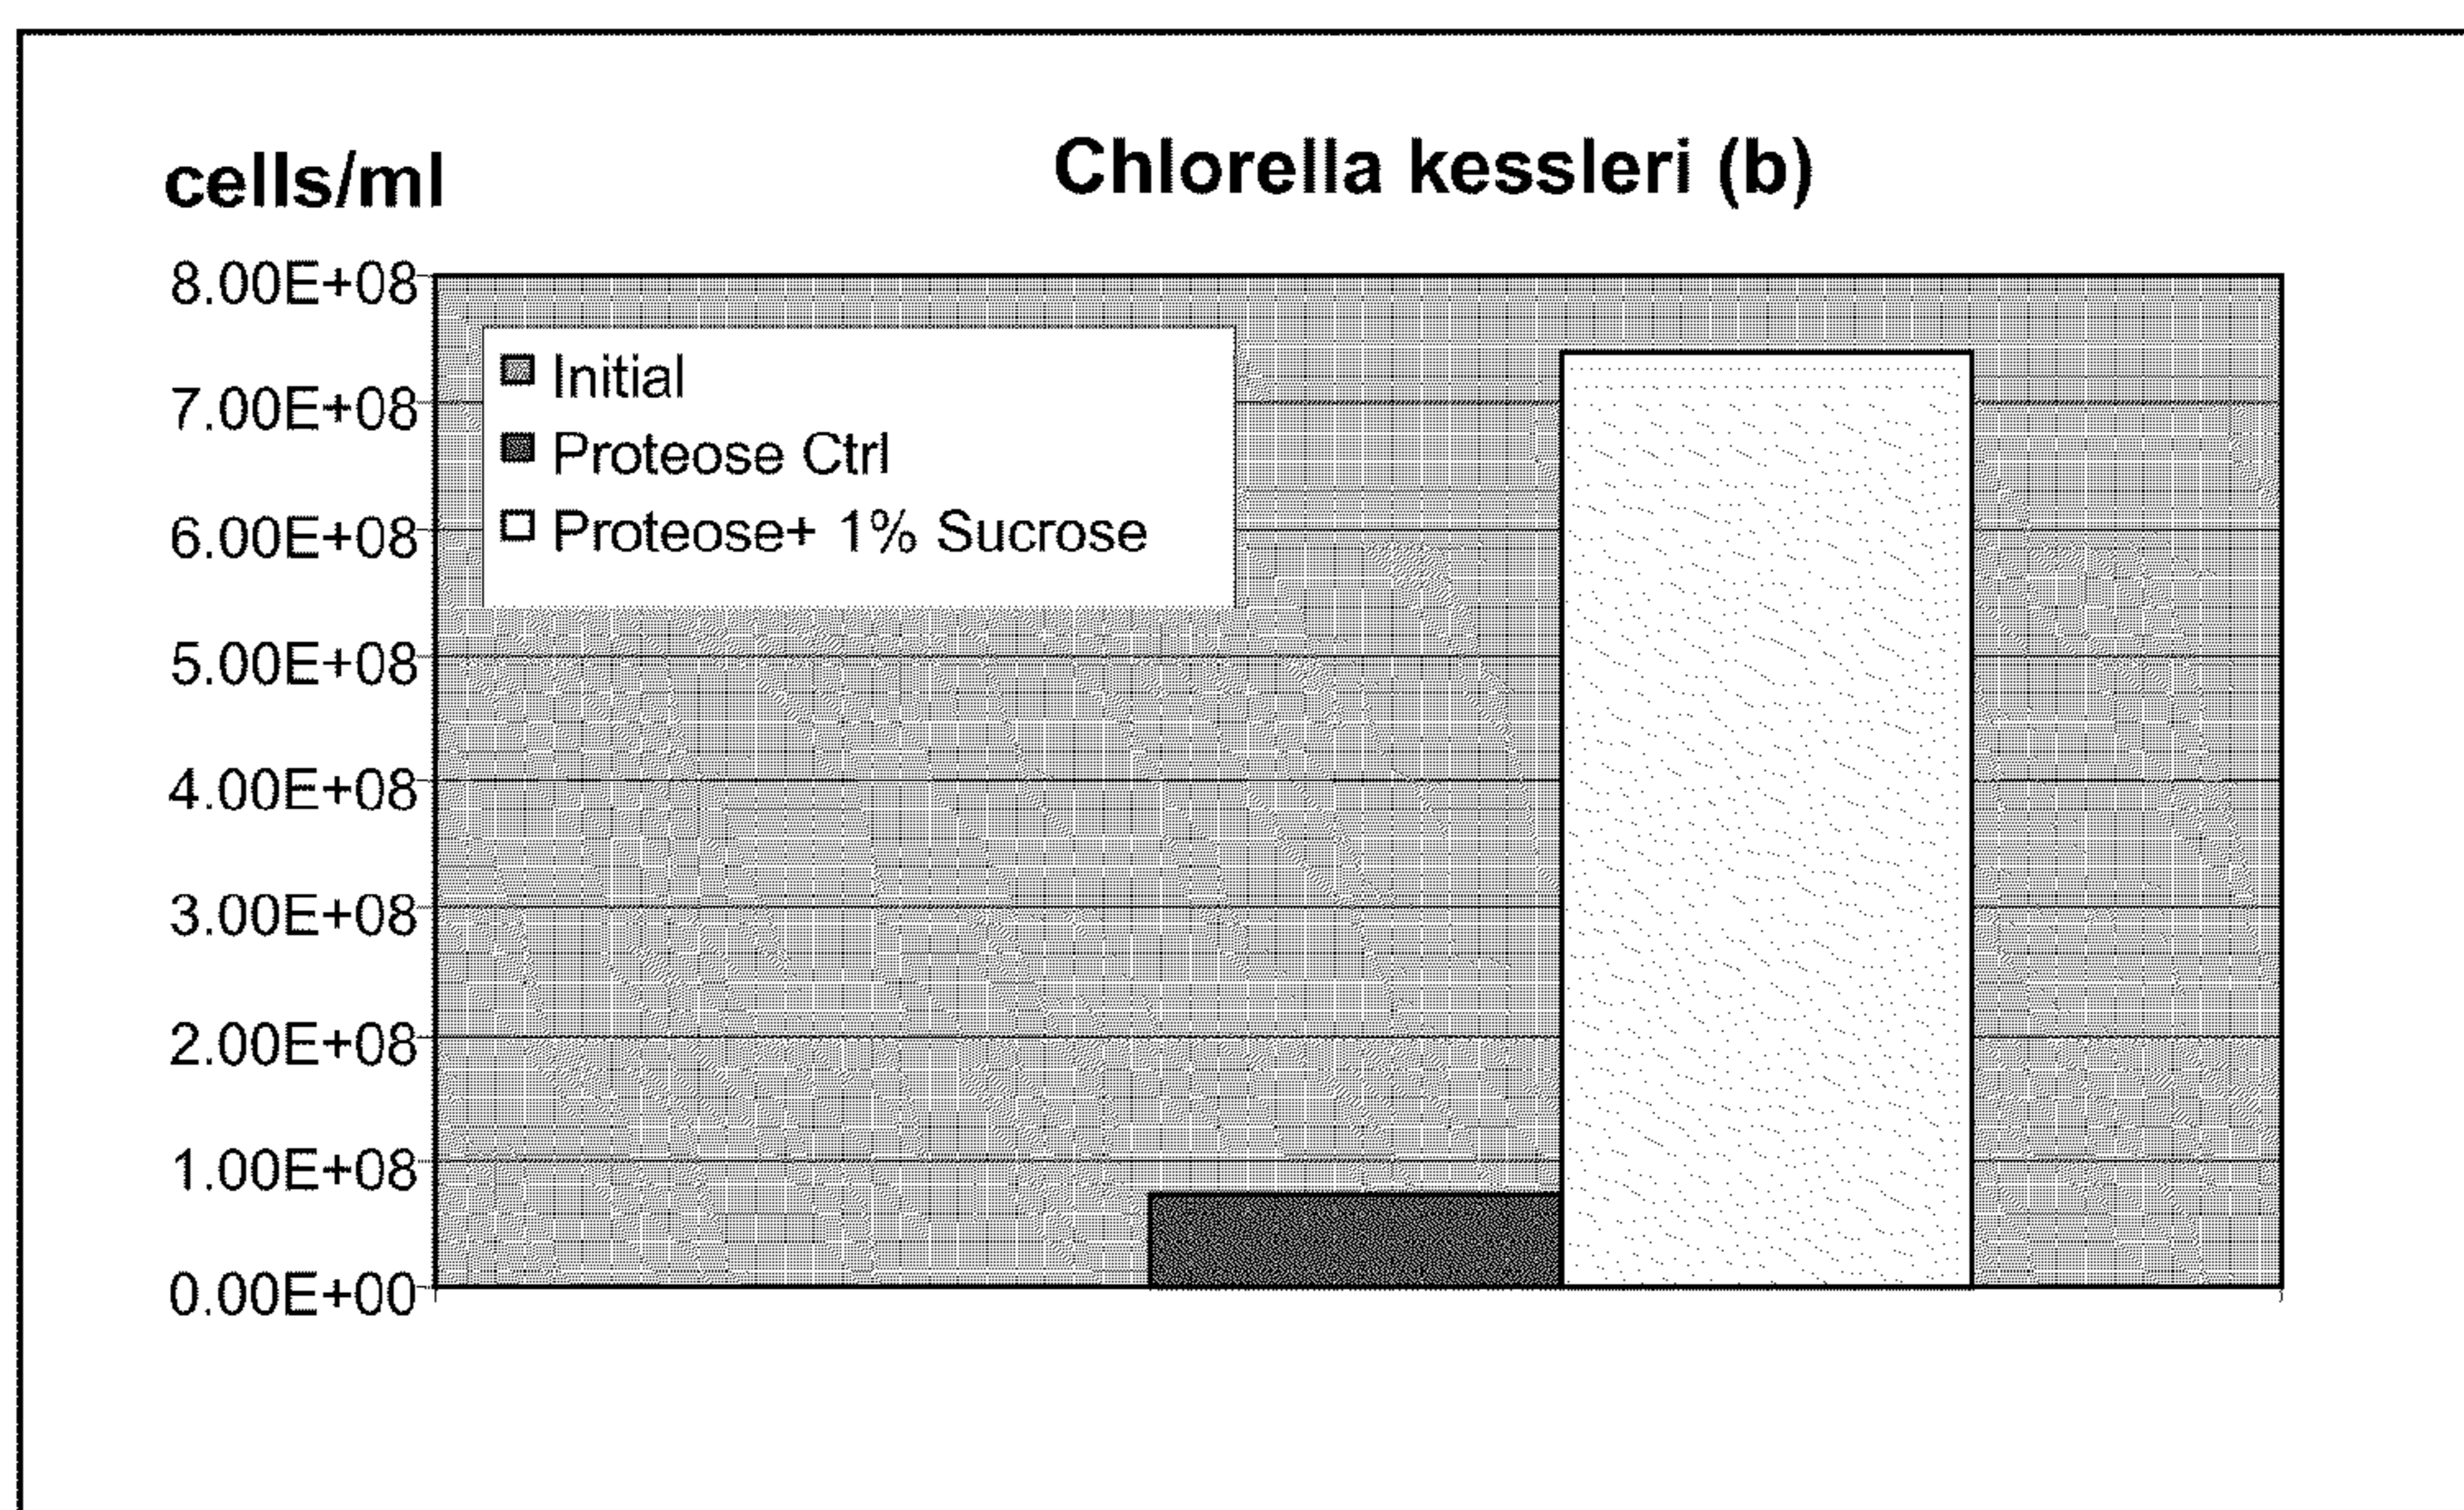 cells/ml
Chlorella kessleri (b)
8.00E+08
7.00E+08
6.00E+08
5.00E+08
4.00E+08
3.00E+08
2.00E+08
1.00E+08
0.00E+00
Initial
Proteose Ctrl
Proteose+ 1% Sucrose